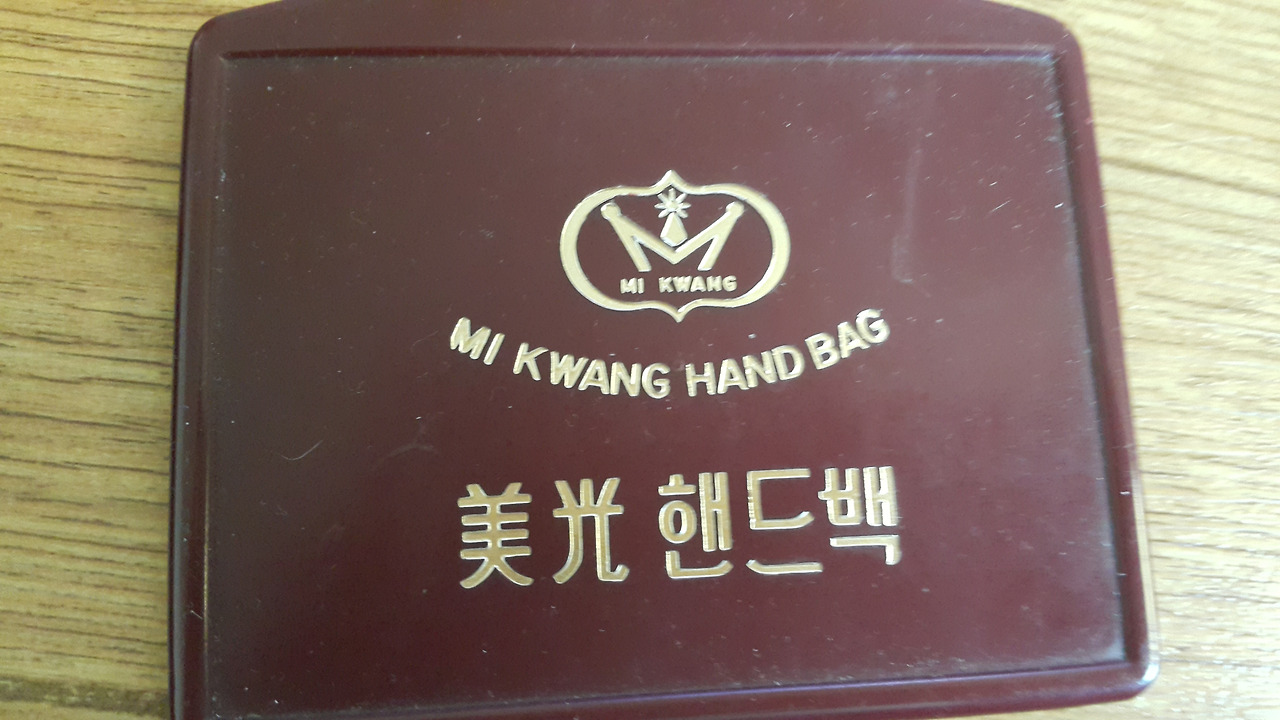 MI KWANG
MI KWANG HAND BAG
美光 핸드백